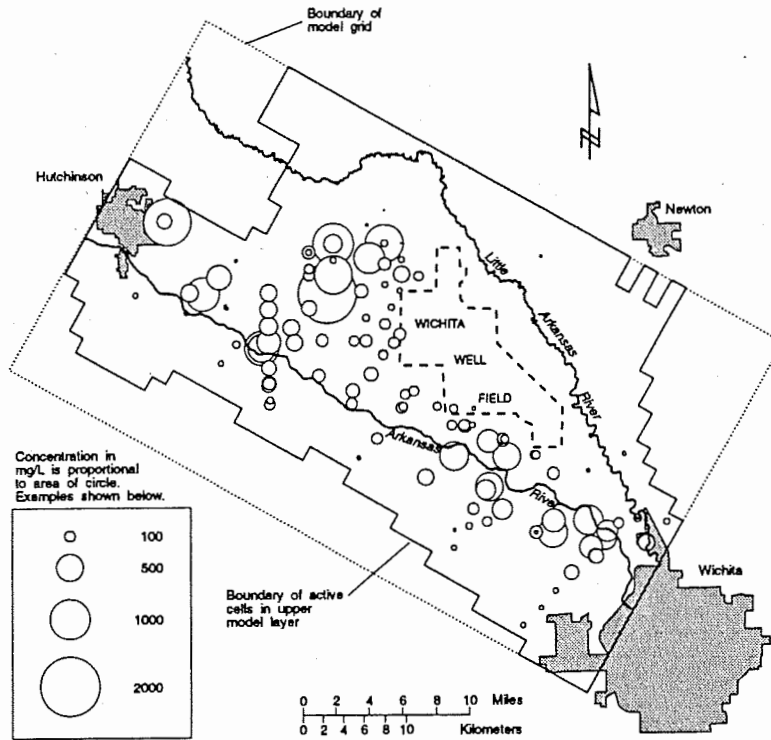 Boundary of
model grid
Hutchinson
Newton
Little
Arkansas
River
WICHITA
WELL
FIELD
Arkansas
River
Concentration in
mg/L is proportional
to area of circle.
Examples shown below.
100
500
1000
2000
Boundary of active
cells in upper
model layer
Wichita
0 2 4 6 8 10 Miles
0 2 4 6 8 10 Kilometers